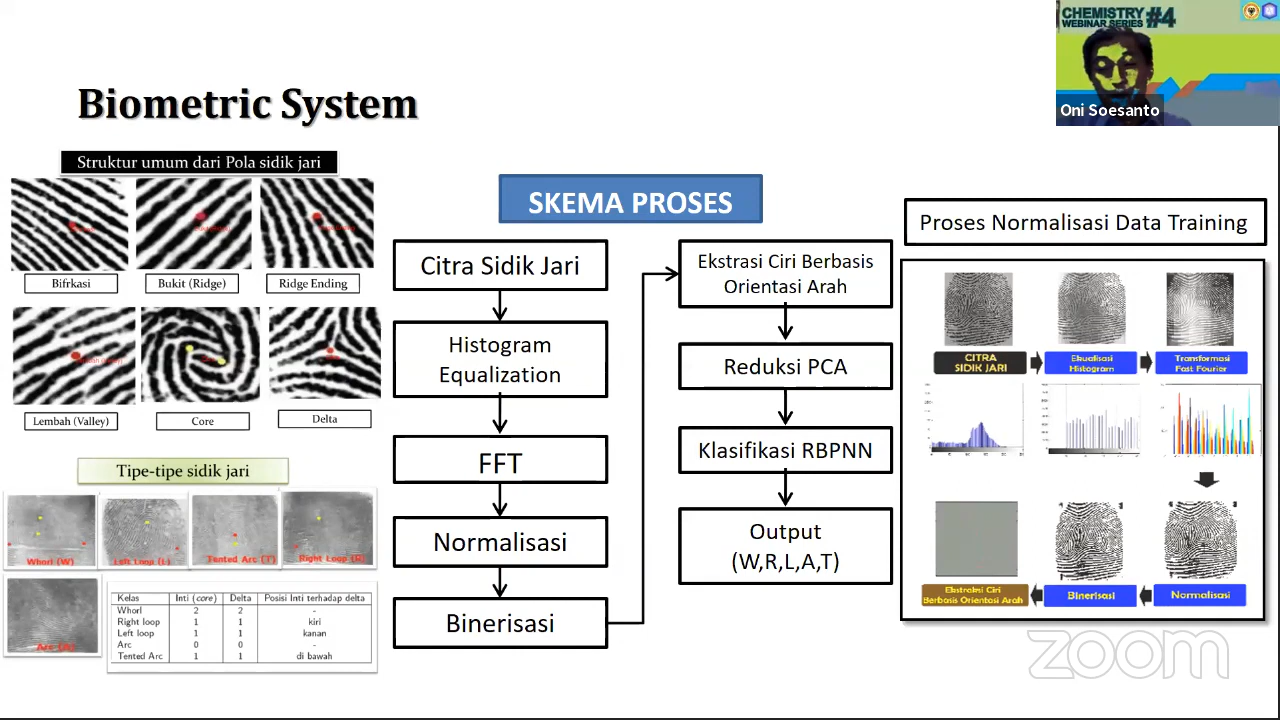 CHEMISTRY
WEBINAR SERIES #4
Oni Soesanto
Biometric System
Struktur umum dari Pola sidik jari
Bifrkasi
Bukit (Ridge)
Ridge Ending
Lembah (Valley)
Core
Delta
Tipe-tipe sidik jari
Whorl (W)
Left Loop (L)
Tented Arc (T)
Right Loop (R)
Arc (A)
Kelas Inti (core) Delta Posisi Inti terhadap delta
Whorl 2 2 -
Right loop 1 1 kiri
Left loop 1 1 kanan
Arc 0 0 -
Tented Arc 1 1 di bawah
SKEMA PROSES
Citra Sidik Jari
Histogram
Equalization
FFT
Normalisasi
Binerisasi
Ekstrasi Ciri Berbasis
Orientasi Arah
Reduksi PCA
Klasifikasi RBPNN
Output
(W,R,L,A,T)
Proses Normalisasi Data Training
CITRA
SIDIK JARI
Ekualisasi
Histogram
Transformasi
Fast Fourier
Ekstraksi Ciri
Berbasis Orientasi Arah
Binerisasi
Normalisasi
zoom